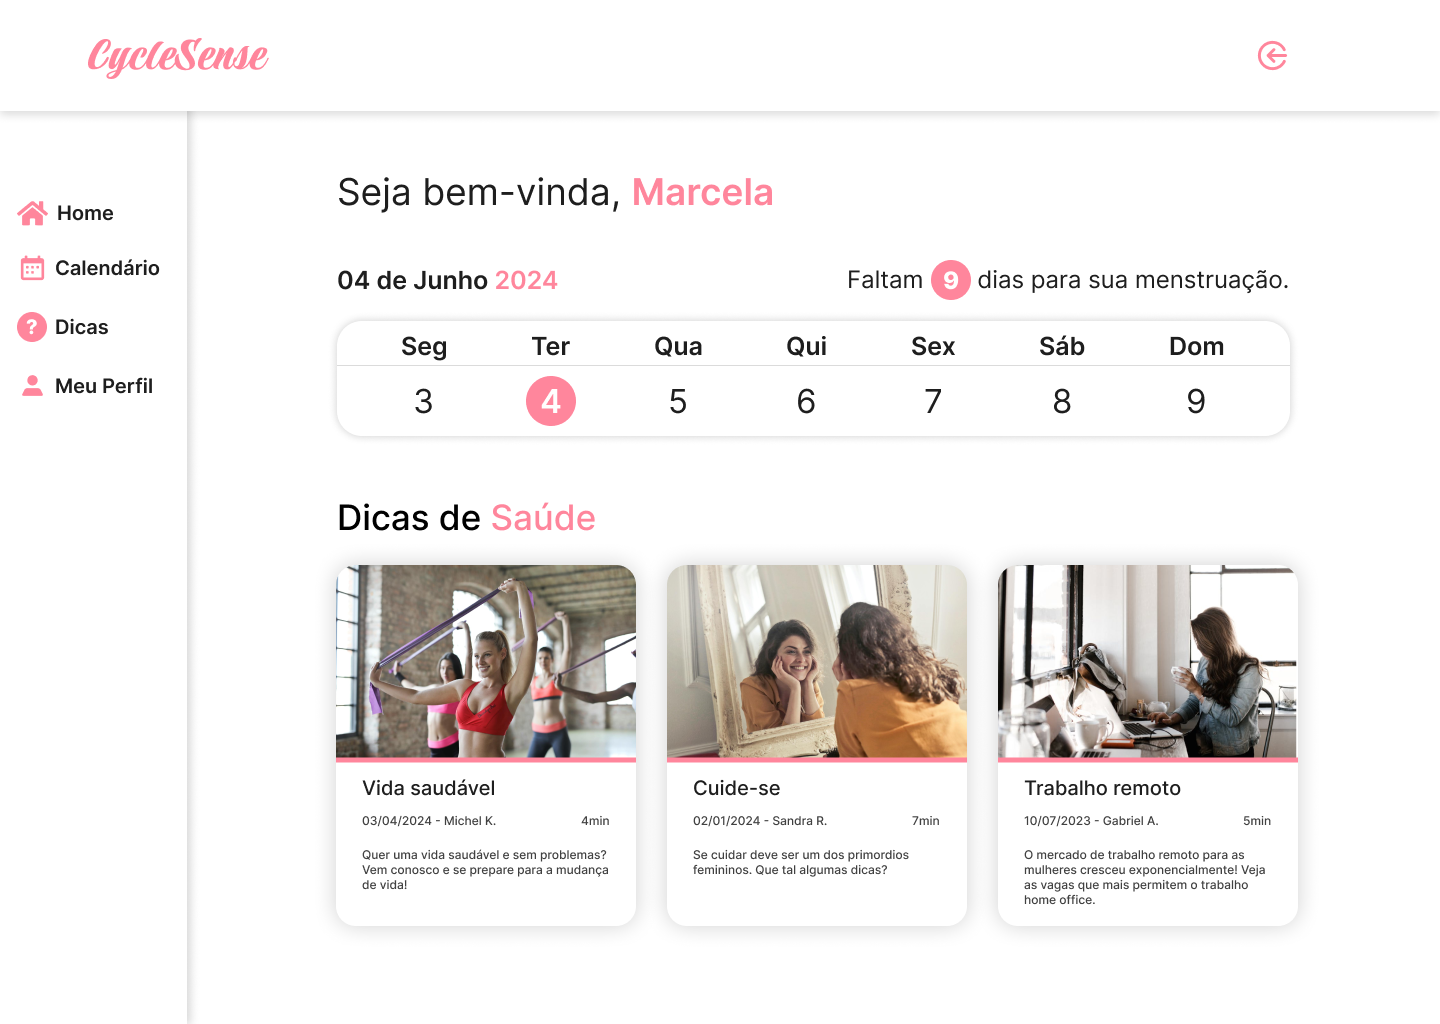 CycleSense
Home
Calendário
Dicas
Meu Perfil
Seja bem-vinda, Marcela
04 de Junho 2024
Faltam 9 dias para sua menstruação.
Seg Ter Qua Qui Sex Sáb Dom
3 4 5 6 7 8 9
Dicas de Saúde
Vida saudável
03/04/2024 - Michel K. 4min
Quer uma vida saudável e sem problemas?
Vem conosco e se prepare para a mudança
de vida!
Cuide-se
02/01/2024 - Sandra R. 7min
Se cuidar deve ser um dos primordios
femininos. Que tal algumas dicas?
Trabalho remoto
10/07/2023 - Gabriel A. 5min
O mercado de trabalho remoto para as
mulheres cresceu exponencialmente! Veja
as vagas que mais permitem o trabalho
home office.